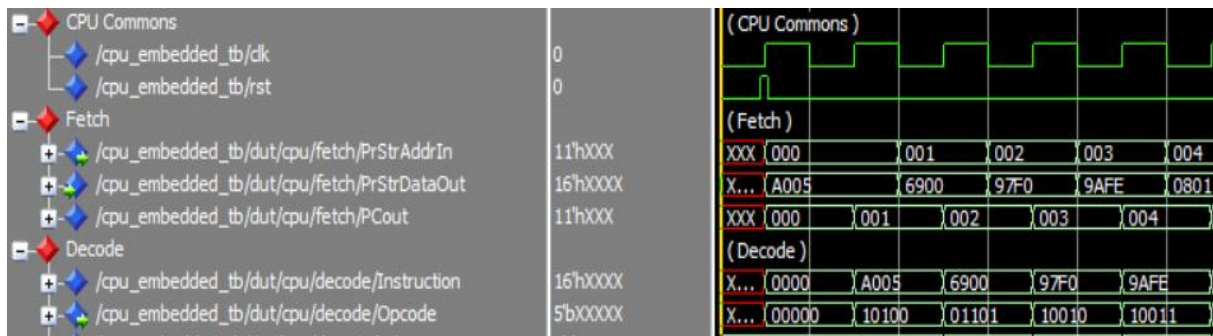 CPU Commons ( CPU Commons )
/cpu_embedded_tb/clk 0
/cpu_embedded_tb/rst 0
Fetch ( Fetch )
/cpu_embedded_tb/dut/cpu/fetch/PrStrAddrIn 11'hXXX XXX 000 001 002 003 004
/cpu_embedded_tb/dut/cpu/fetch/PrStrDataOut 16'hXXXX X... A005 6900 97F0 9AFE 0801
/cpu_embedded_tb/dut/cpu/fetch/PCout 11'hXXX XXX 000 001 002 003 004
Decode ( Decode )
/cpu_embedded_tb/dut/cpu/decode/Instruction 16'hXXXX X... 0000 A005 6900 97F0 9AFE
/cpu_embedded_tb/dut/cpu/decode/Opcode 5'bXXXXX X... 00000 10100 01101 10010 10011